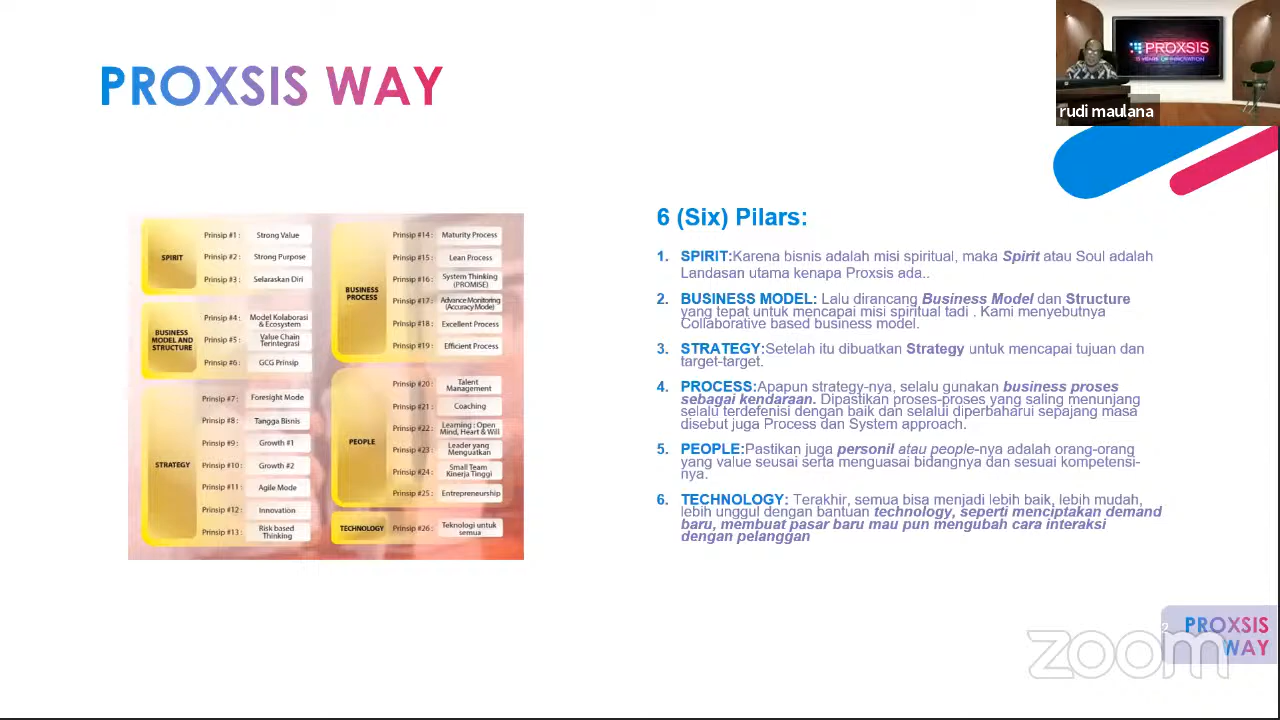 PROXSIS WAY
PROXSIS
15 YEARS OF INNOVATION
rudi maulana
SPIRIT
Prinsip #1 : Strong Value
Prinsip #2 : Strong Purpose
Prinsip #3 : Selaraskan Diri
BUSINESS
MODEL AND
STRUCTURE
Prinsip #4 : Model Kolaborasi
& Ecosystem
Prinsip #5 : Value Chain
Terintegrasi
Prinsip #6 : GCG Prinsip
STRATEGY
Prinsip #7 : Foresight Mode
Prinsip #8 : Tangga Bisnis
Prinsip #9 : Growth #1
Prinsip #10 : Growth #2
Prinsip #11 : Agile Mode
Prinsip #12 : Innovation
Prinsip #13 : Risk based
Thinking
BUSINESS
PROCESS
Prinsip #14 : Maturity Process
Prinsip #15 : Lean Process
Prinsip #16 : System Thinking
(PROMISE)
Prinsip #17 : Advance Monitoring
(Accuracy Mode)
Prinsip #18 : Excellent Process
Prinsip #19 : Efficient Process
PEOPLE
Prinsip #20 : Talent
Management
Prinsip #21 : Coaching
Prinsip #22 : Learning : Open
Mind, Heart & Will
Prinsip #23 : Leader yang
Menguatkan
Prinsip #24 : Small Team
Kinerja Tinggi
Prinsip #25 : Entrepreneurship
TECHNOLOGY
Prinsip #26 : Teknologi untuk
semua
6 (Six) Pilars:
1. SPIRIT:Karena bisnis adalah misi spiritual, maka Spirit atau Soul adalah
Landasan utama kenapa Proxsis ada..
2. BUSINESS MODEL: Lalu dirancang Business Model dan Structure
yang tepat untuk mencapai misi spiritual tadi . Kami menyebutnya
Collaborative based business model.
3. STRATEGY:Setelah itu dibuatkan Strategy untuk mencapai tujuan dan
target-target.
4. PROCESS:Apapun strategy-nya, selalu gunakan business proses
sebagai kendaraan. Dipastikan proses-proses yang saling menunjang
selalu terdefenisi dengan baik dan selalui diperbaharui sepajang masa
disebut juga Process dan System approach.
5. PEOPLE:Pastikan juga personil atau people-nya adalah orang-orang
yang value seusai serta menguasai bidangnya dan sesuai kompetensi-
nya.
6. TECHNOLOGY: Terakhir, semua bisa menjadi lebih baik, lebih mudah,
lebih unggul dengan bantuan technology, seperti menciptakan demand
baru, membuat pasar baru mau pun mengubah cara interaksi
dengan pelanggan
2
PROXSIS
WAY
zoom